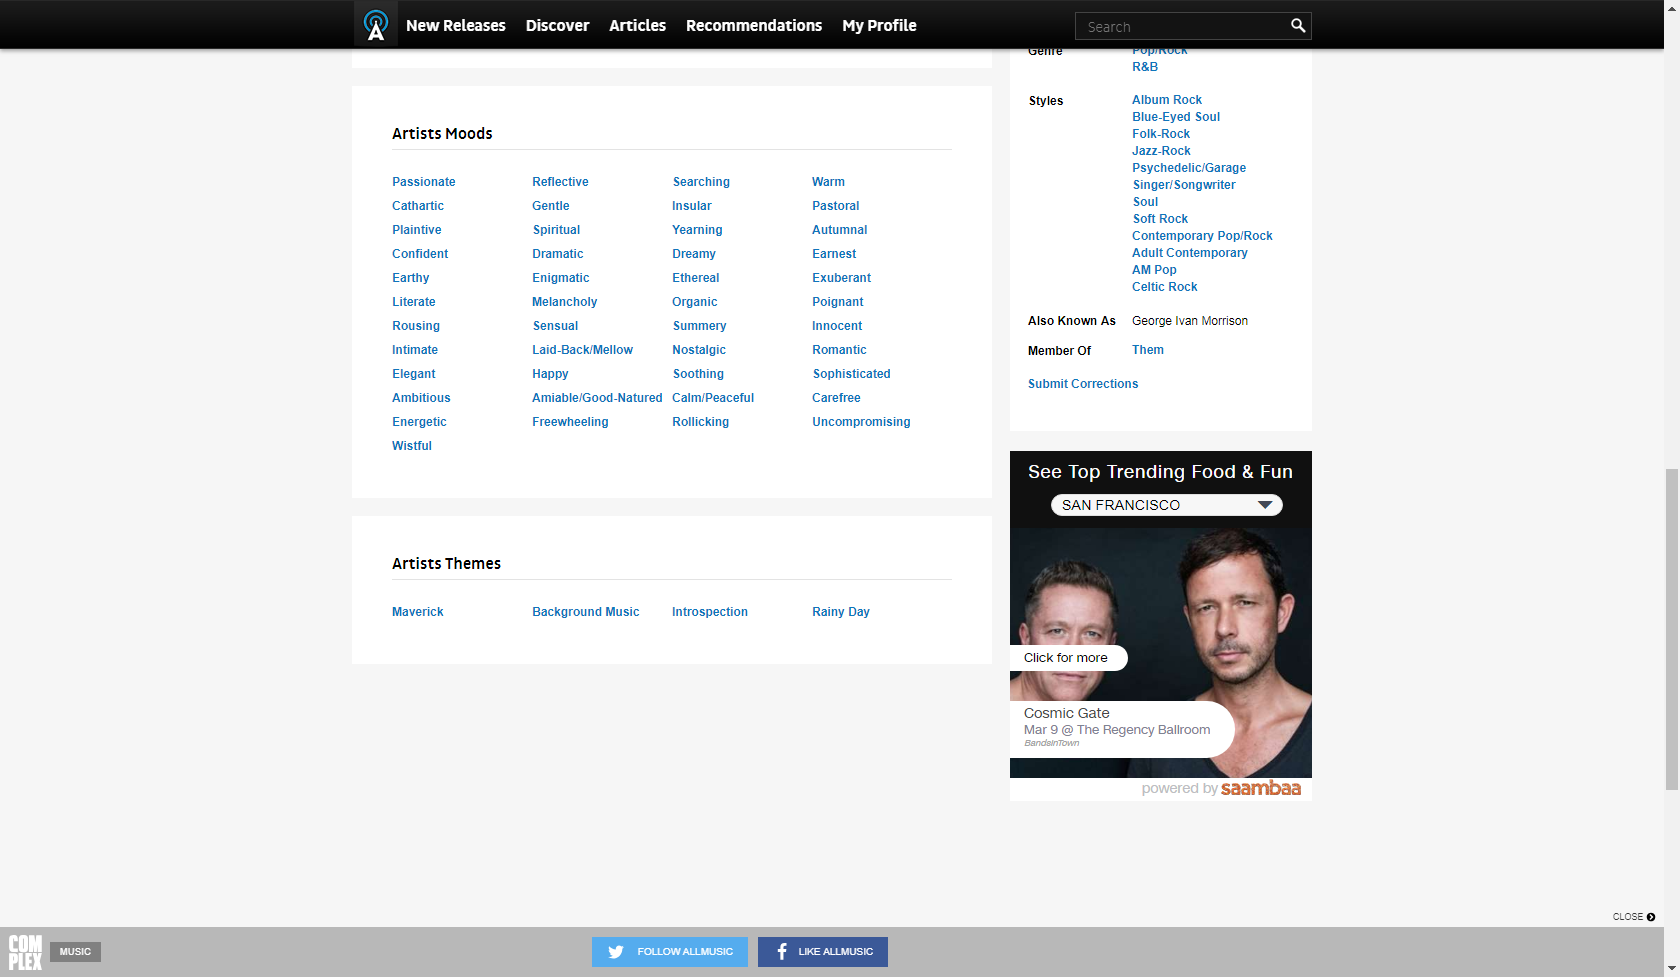 New Releases Discover Articles Recommendations My Profile Search
Genre Pop/Rock
R&B
Styles Album Rock
Blue-Eyed Soul
Folk-Rock
Jazz-Rock
Psychedelic/Garage
Singer/Songwriter
Soul
Soft Rock
Contemporary Pop/Rock
Adult Contemporary
AM Pop
Celtic Rock
Also Known As George Ivan Morrison
Member Of Them
Submit Corrections
Artists Moods
Passionate Reflective Searching Warm
Cathartic Gentle Insular Pastoral
Plaintive Spiritual Yearning Autumnal
Confident Dramatic Dreamy Earnest
Earthy Enigmatic Ethereal Exuberant
Literate Melancholy Organic Poignant
Rousing Sensual Summery Innocent
Intimate Laid-Back/Mellow Nostalgic Romantic
Elegant Happy Soothing Sophisticated
Ambitious Amiable/Good-Natured Calm/Peaceful Carefree
Energetic Freewheeling Rollicking Uncompromising
Wistful
Artists Themes
Maverick Background Music Introspection Rainy Day
See Top Trending Food & Fun
SAN FRANCISCO
Click for more
Cosmic Gate
Mar 9 @ The Regency Ballroom
BandsInTown
powered by saambaa
CLOSE
COMPLEX MUSIC FOLLOW ALLMUSIC LIKE ALLMUSIC